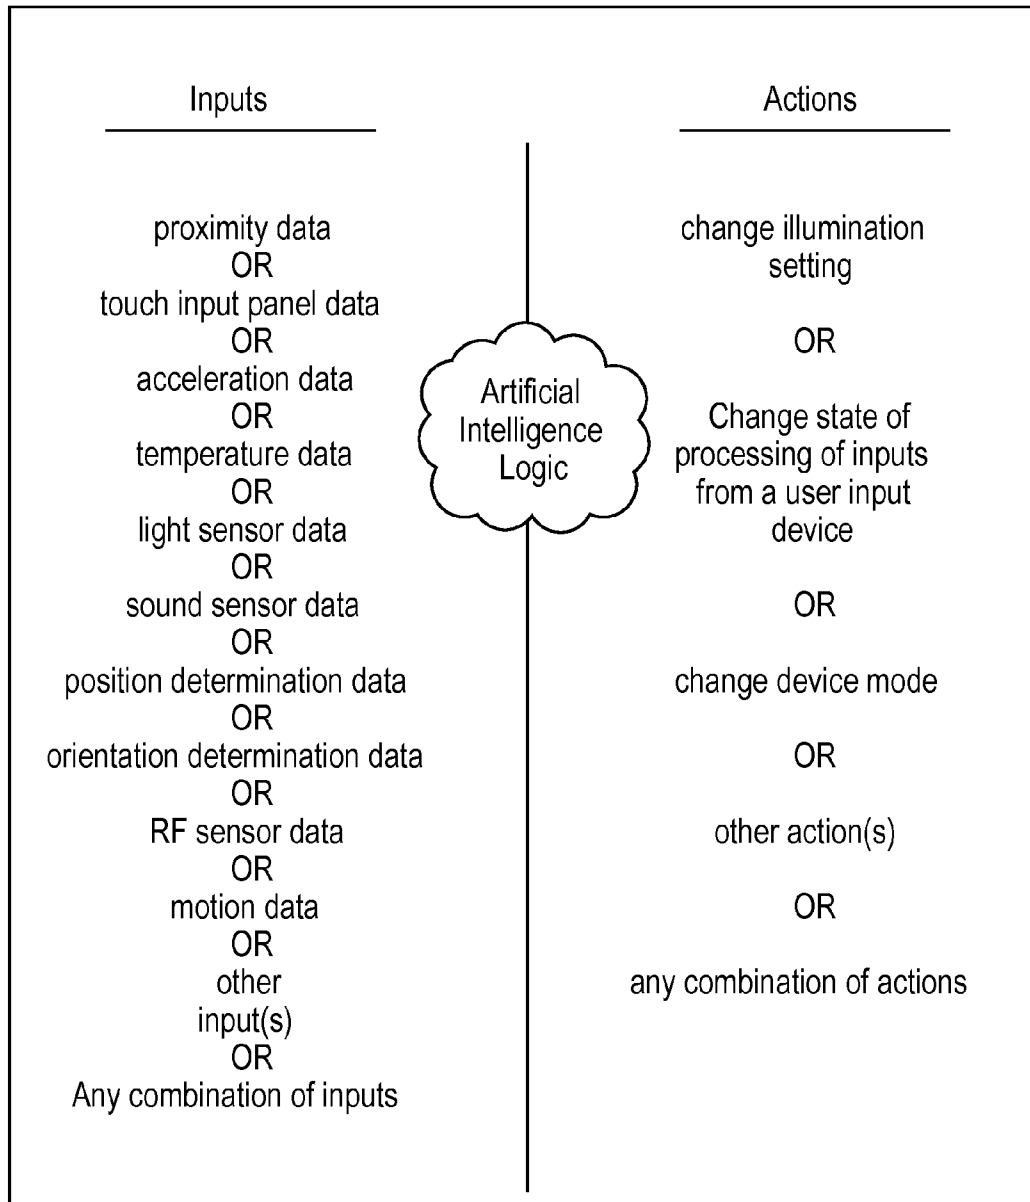 Inputs
proximity data
OR
touch input panel data
OR
acceleration data
OR
temperature data
OR
light sensor data
OR
sound sensor data
OR
position determination data
OR
orientation determination data
OR
RF sensor data
OR
motion data
OR
other
input(s)
OR
Any combination of inputs
Artificial
Intelligence
Logic
Actions
change illumination
setting
OR
Change state of
processing of inputs
from a user input
device
OR
change device mode
OR
other action(s)
OR
any combination of actions